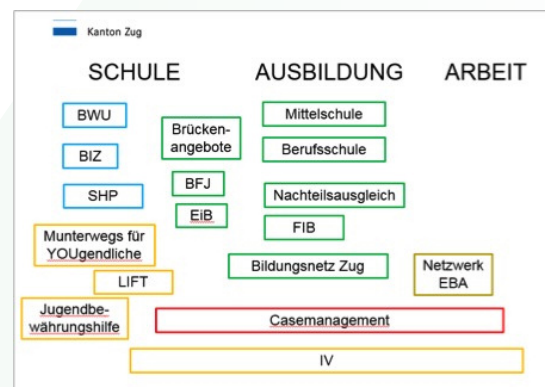 Kanton Zug
SCHULE AUSBILDUNG ARBEIT
BWU
BIZ
SHP
Brücken-
angebote
BFJ
EiB
Mittelschule
Berufsschule
Nachteilsausgleich
FIB
Munterwegs für
YOUgendliche
LIFT
Bildungsnetz Zug
Netzwerk
EBA
Jugendbe-
währungshilfe
Casemanagement
IV